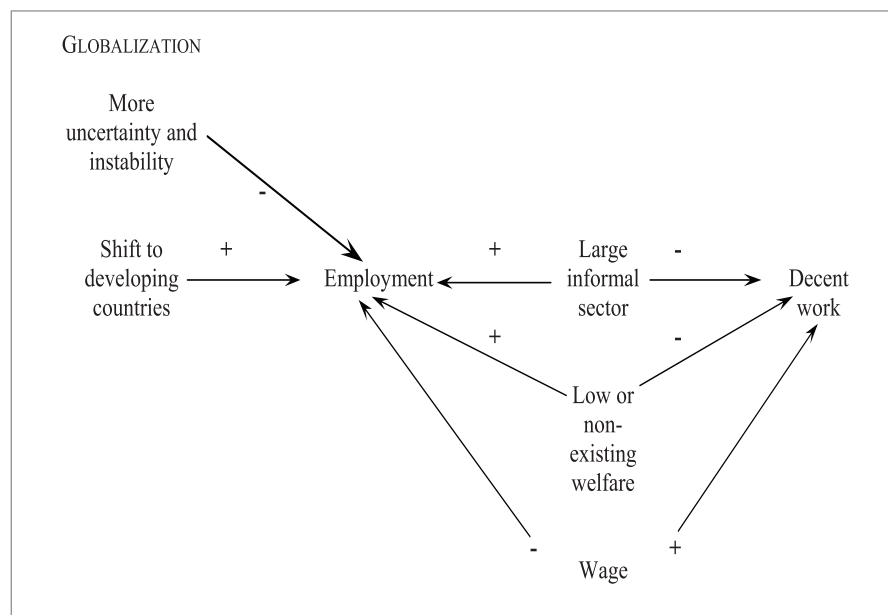 GLOBALIZATION
More
uncertainty and
instability
-
Shift to
developing
countries
+
Employment
+
Large
informal
sector
-
Decent
work
+
-
Low or
non-
existing
welfare
-
+
Wage